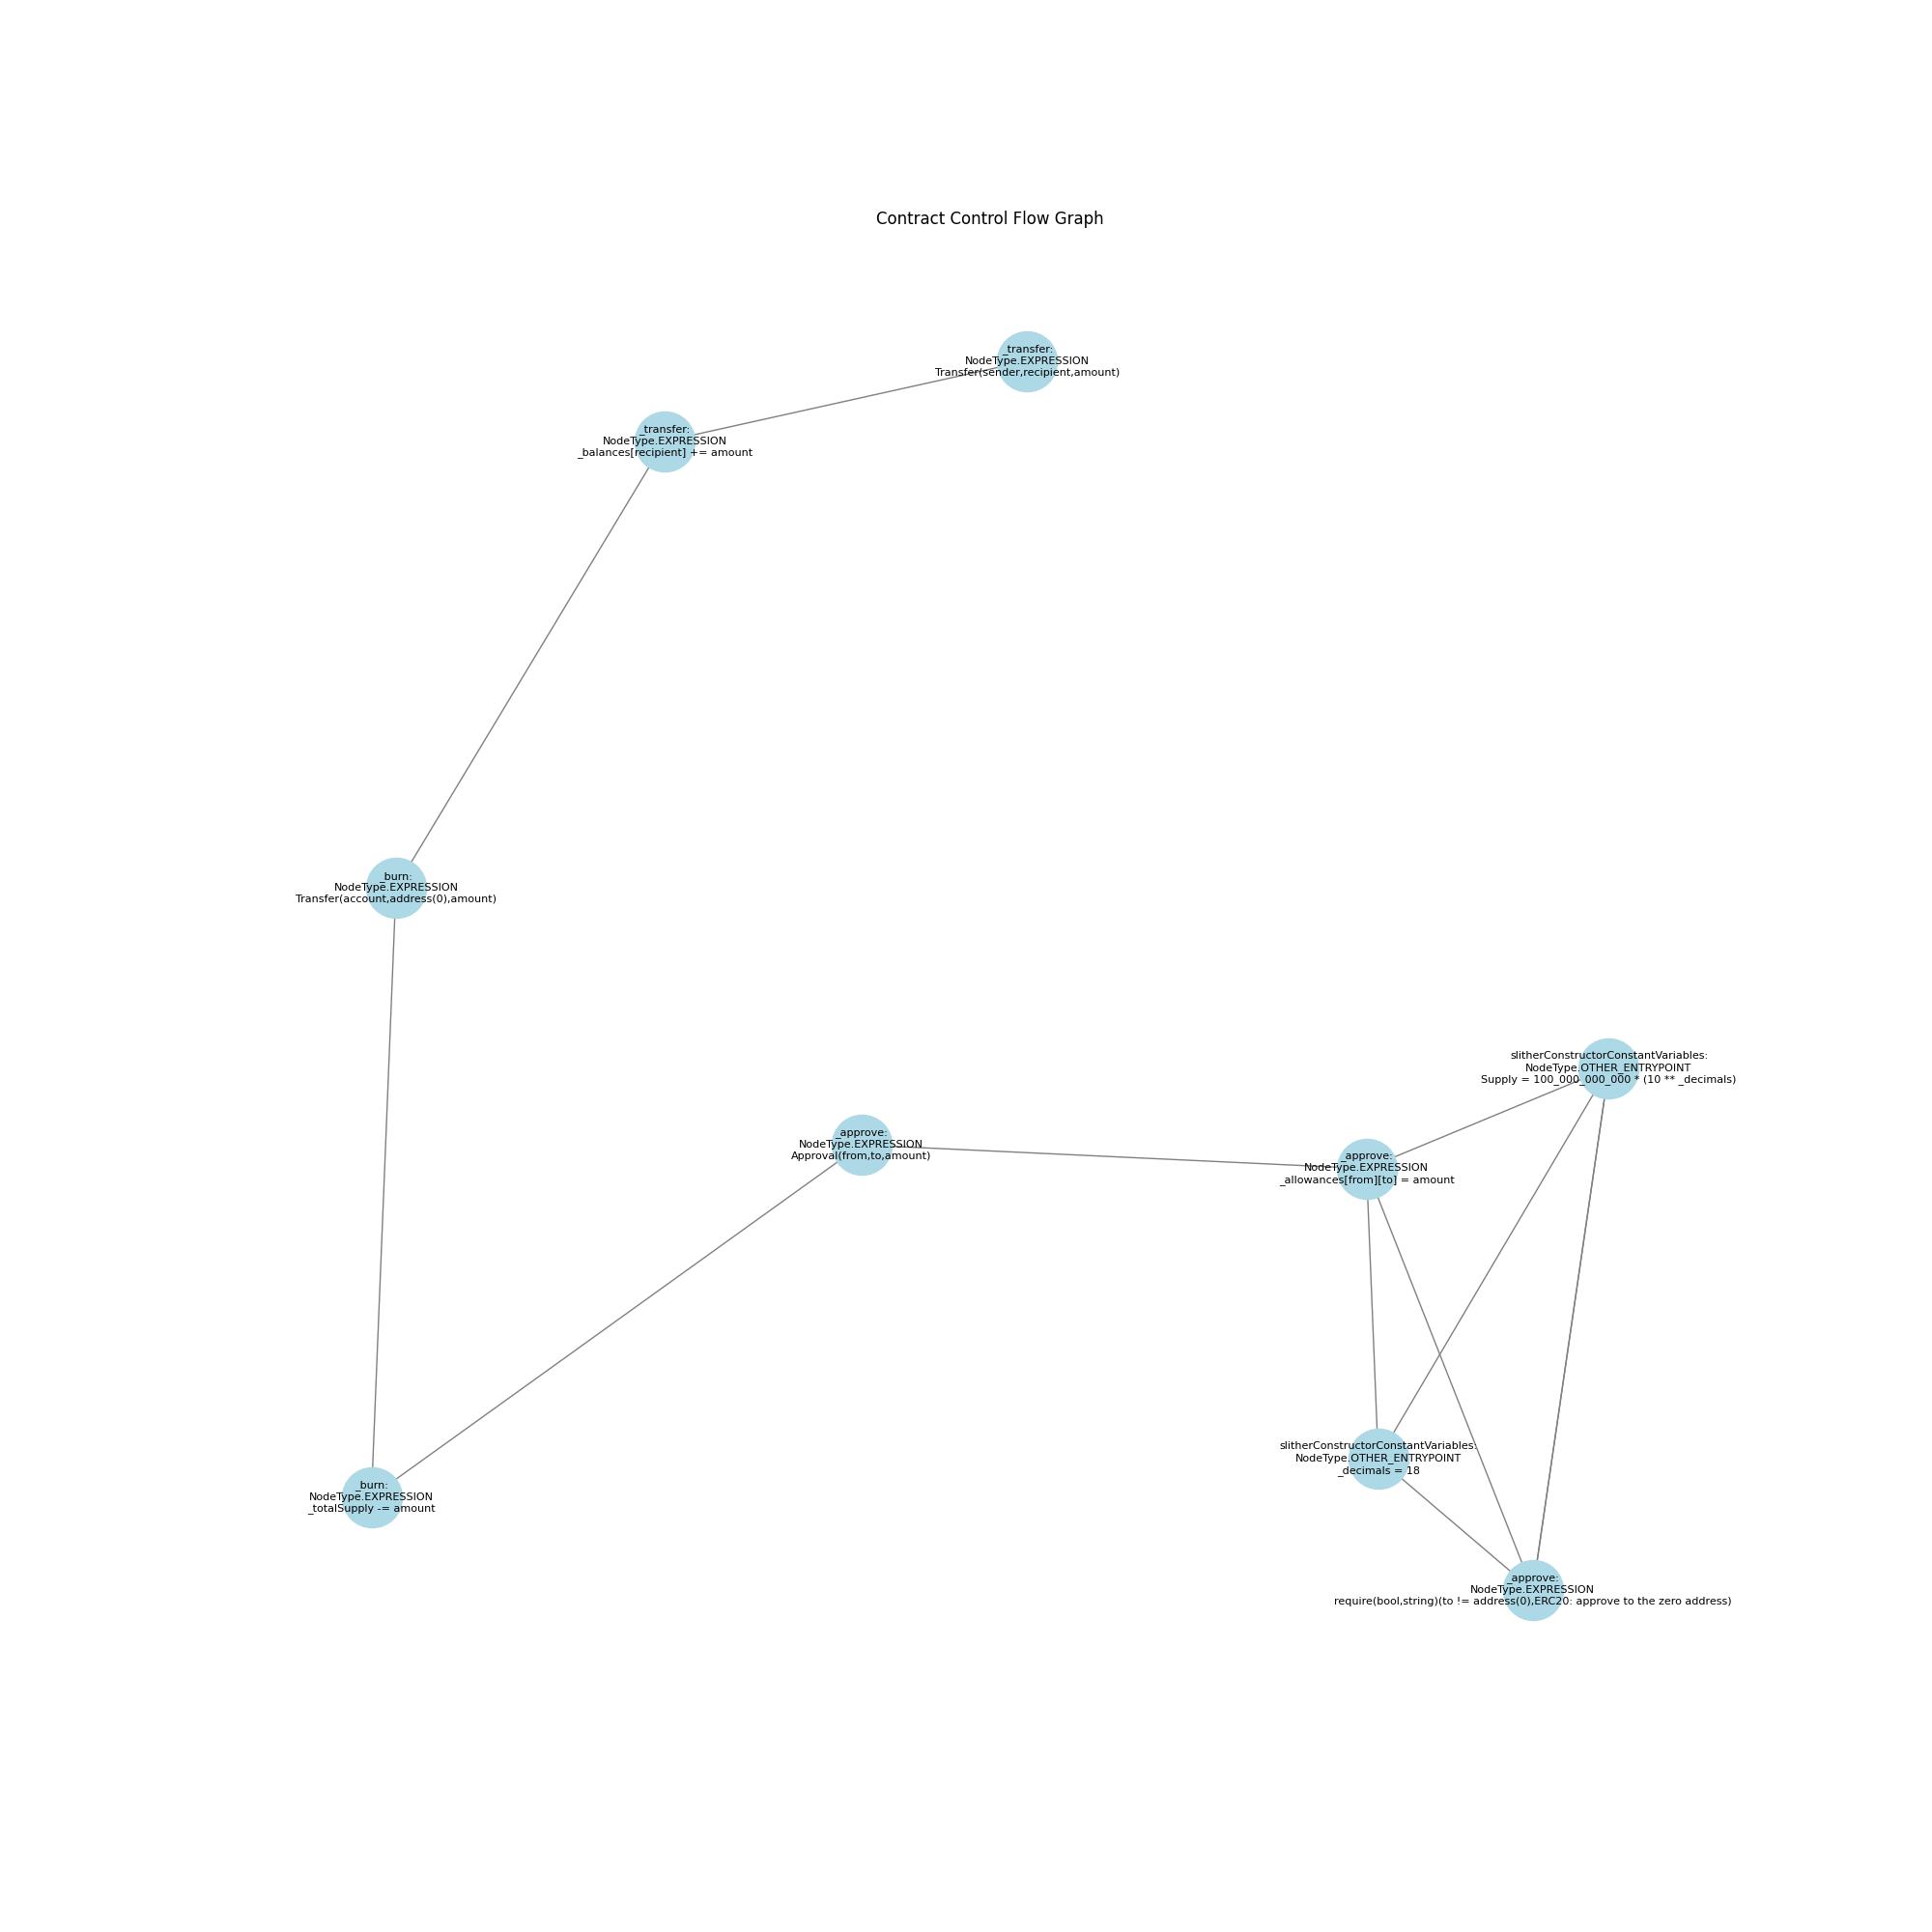 Contract Control Flow Graph
_transfer:
NodeType.EXPRESSION
Transfer(sender,recipient,amount)
_transfer:
NodeType.EXPRESSION
_balances[recipient] += amount
_burn:
NodeType.EXPRESSION
Transfer(account,address(0),amount)
slitherConstructorConstantVariables:
NodeType.OTHER_ENTRYPOINT
Supply = 100_000_000_000 * (10 ** _decimals)
_approve:
NodeType.EXPRESSION
Approval(from,to,amount)
_approve:
NodeType.EXPRESSION
_allowances[from][to] = amount
slitherConstructorConstantVariables:
NodeType.OTHER_ENTRYPOINT
_decimals = 18
_burn:
NodeType.EXPRESSION
_totalSupply -= amount
_approve:
NodeType.EXPRESSION
require(bool,string)(to != address(0),ERC20: approve to the zero address)